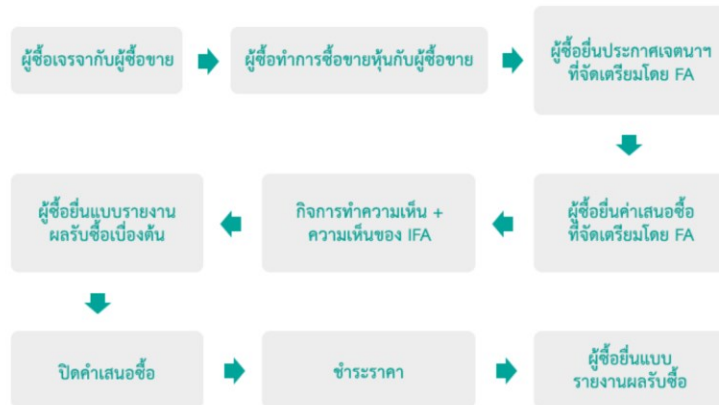 ผู้ซื้อเจรจากับผู้ซื้อขาย
ผู้ซื้อทำการซื้อขายหุ้นกับผู้ซื้อขาย
ผู้ซื้อยื่นประกาศเจตนาฯ
ที่จัดเตรียมโดย FA
ผู้ซื้อยื่นค่าเสนอซื้อ
ที่จัดเตรียมโดย FA
กิจการทำความเห็น +
ความเห็นของ IFA
ผู้ซื้อยื่นแบบรายงาน
ผลรับซื้อเบื่องต้น
ปิดคำเสนอซื้อ
ชำระราคา
ผู้ซื้อยื่นแบบ
รายงานผลรับซื้อ